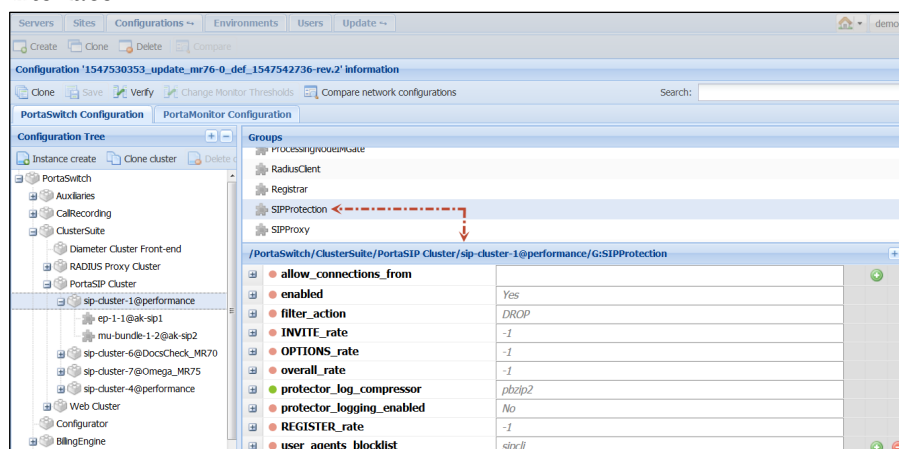 Servers Sites Configurations Environments Users Update demo
Create Clone Delete Compare
Configuration '1547530353_update_mr76-0_def_1547542736-rev.2' information
Clone Save Verify Change Monitor Thresholds Compare network configurations Search:
PortaSwitch Configuration PortaMonitor Configuration
Configuration Tree
Instance create Clone cluster Delete
PortaSwitch
Auxiliaries
CallRecording
ClusterSuite
Diameter Cluster Front-end
RADIUS Proxy Cluster
PortaSIP Cluster
sip-cluster-1@performance
ep-1-1@ak-sip1
mu-bundle-1-2@ak-sip2
sip-cluster-6@DocsCheck_MR70
sip-cluster-7@Omega_MR75
sip-cluster-4@performance
Web Cluster
Configurator
BillingEngine
Groups
ProcessingNodeIMGate
RadiusClient
Registrar
SIPProtection
SIPProxy
/PortaSwitch/ClusterSuite/PortaSIP Cluster/sip-cluster-1@performance/G:SIPProtection
allow_connections_from
enabled Yes
filter_action DROP
INVITE_rate -1
OPTIONS_rate -1
overall_rate -1
protector_log_compressor pbzip2
protector_logging_enabled No
REGISTER_rate -1
user_agents_blocklist sipcli